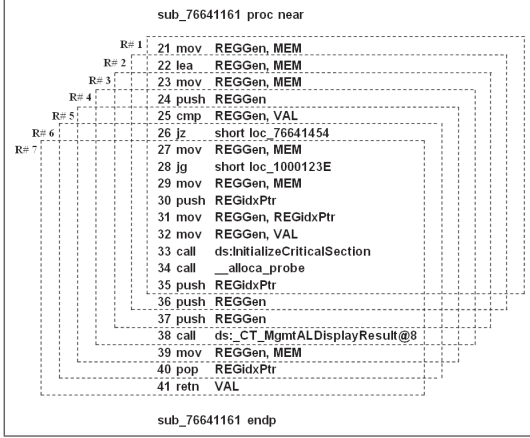 sub_76641161 proc near
R# 1
21 mov REGGen, MEM
R# 2
22 lea REGGen, MEM
R# 3
23 mov REGGen, MEM
R# 4
24 push REGGen
R# 5
25 cmp REGGen, VAL
R# 6
26 jz short loc_76641454
R# 7
27 mov REGGen, MEM
28 jg short loc_1000123E
29 mov REGGen, MEM
30 push REGidxPtr
31 mov REGGen, REGidxPtr
32 mov REGGen, VAL
33 call ds:InitializeCriticalSection
34 call __alloca_probe
35 push REGidxPtr
36 push REGGen
37 push REGGen
38 call ds:_CT_MgmtALDisplayResult@8
39 mov REGGen, MEM
40 pop REGidxPtr
41 retn VAL
sub_76641161 endp